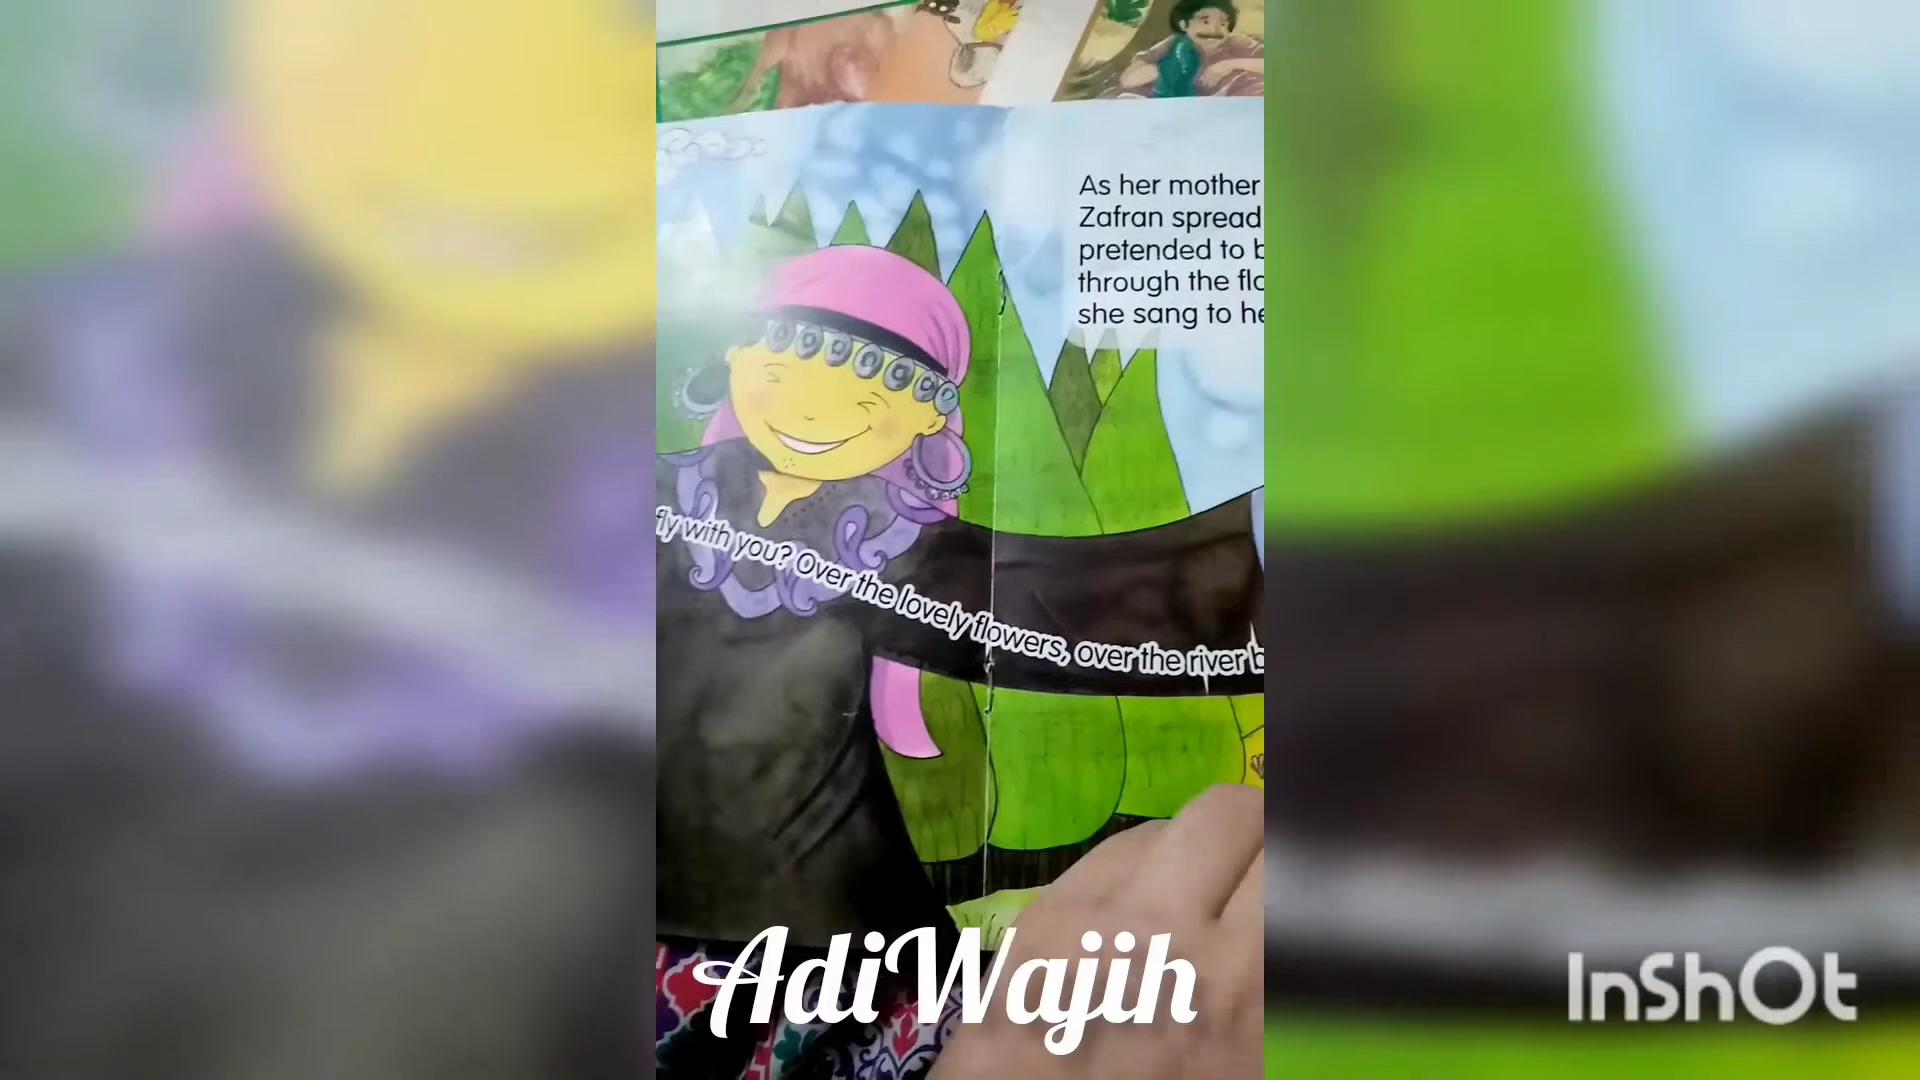 As her mother
Zafran spread
pretended to
through the
she sang to
fly with you? Over the lovely flowers, over the river
AdiWajih
InShOt